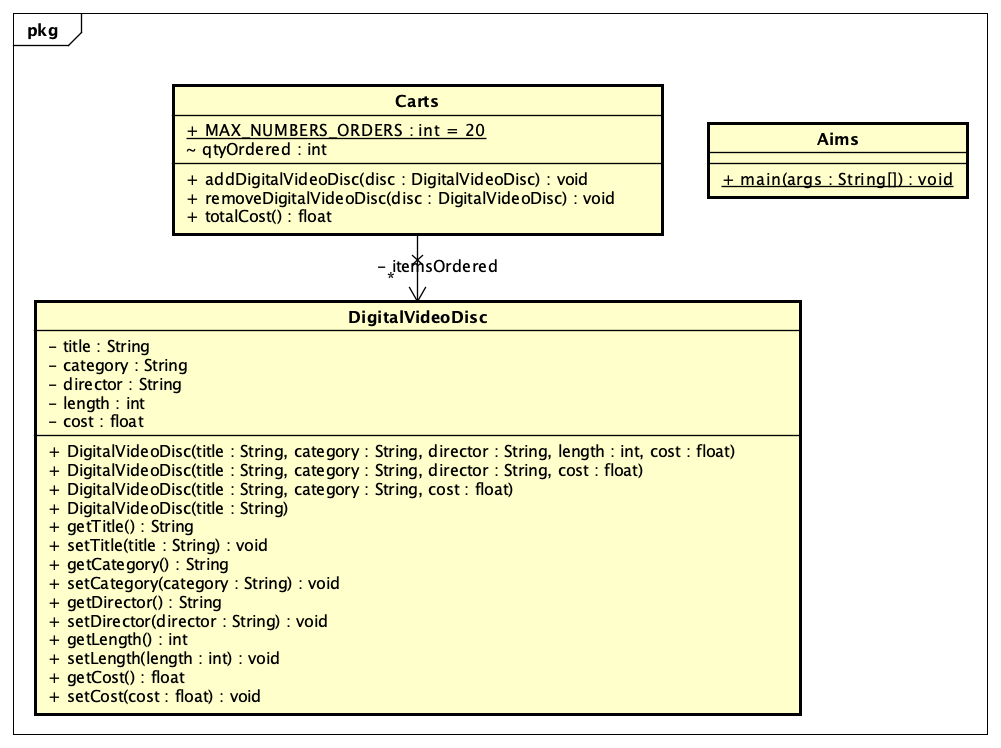 pkg
Carts
+ MAX_NUMBERS_ORDERS : int = 20
~ qtyOrdered : int
+ addDigitalVideoDisc(disc : DigitalVideoDisc) : void
+ removeDigitalVideoDisc(disc : DigitalVideoDisc) : void
+ totalCost() : float
Aims
+ main(args : String[]) : void
- itemsOrdered
*
DigitalVideoDisc
- title : String
- category : String
- director : String
- length : int
- cost : float
+ DigitalVideoDisc(title : String, category : String, director : String, length : int, cost : float)
+ DigitalVideoDisc(title : String, category : String, director : String, cost : float)
+ DigitalVideoDisc(title : String, category : String, cost : float)
+ DigitalVideoDisc(title : String)
+ getTitle() : String
+ setTitle(title : String) : void
+ getCategory() : String
+ setCategory(category : String) : void
+ getDirector() : String
+ setDirector(director : String) : void
+ getLength() : int
+ setLength(length : int) : void
+ getCost() : float
+ setCost(cost : float) : void